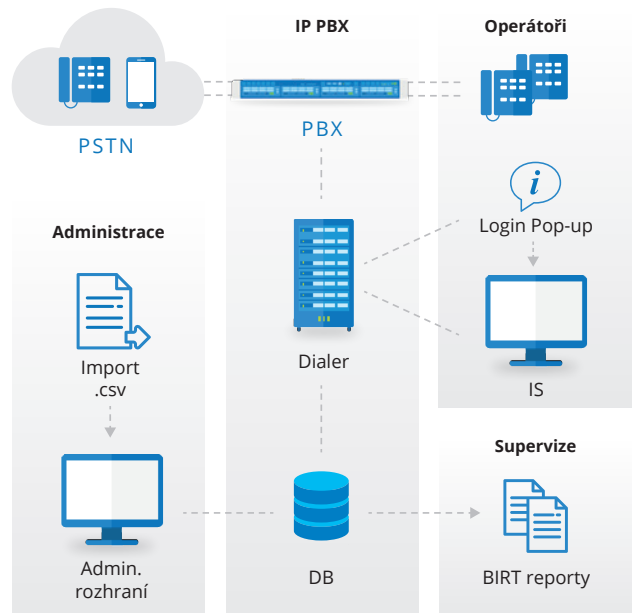 IP PBX
Operátoři
PSTN
PBX
Login Pop-up
Administrace
Import
.csv
Dialer
IS
Supervize
Admin.
rozhraní
DB
BIRT reporty